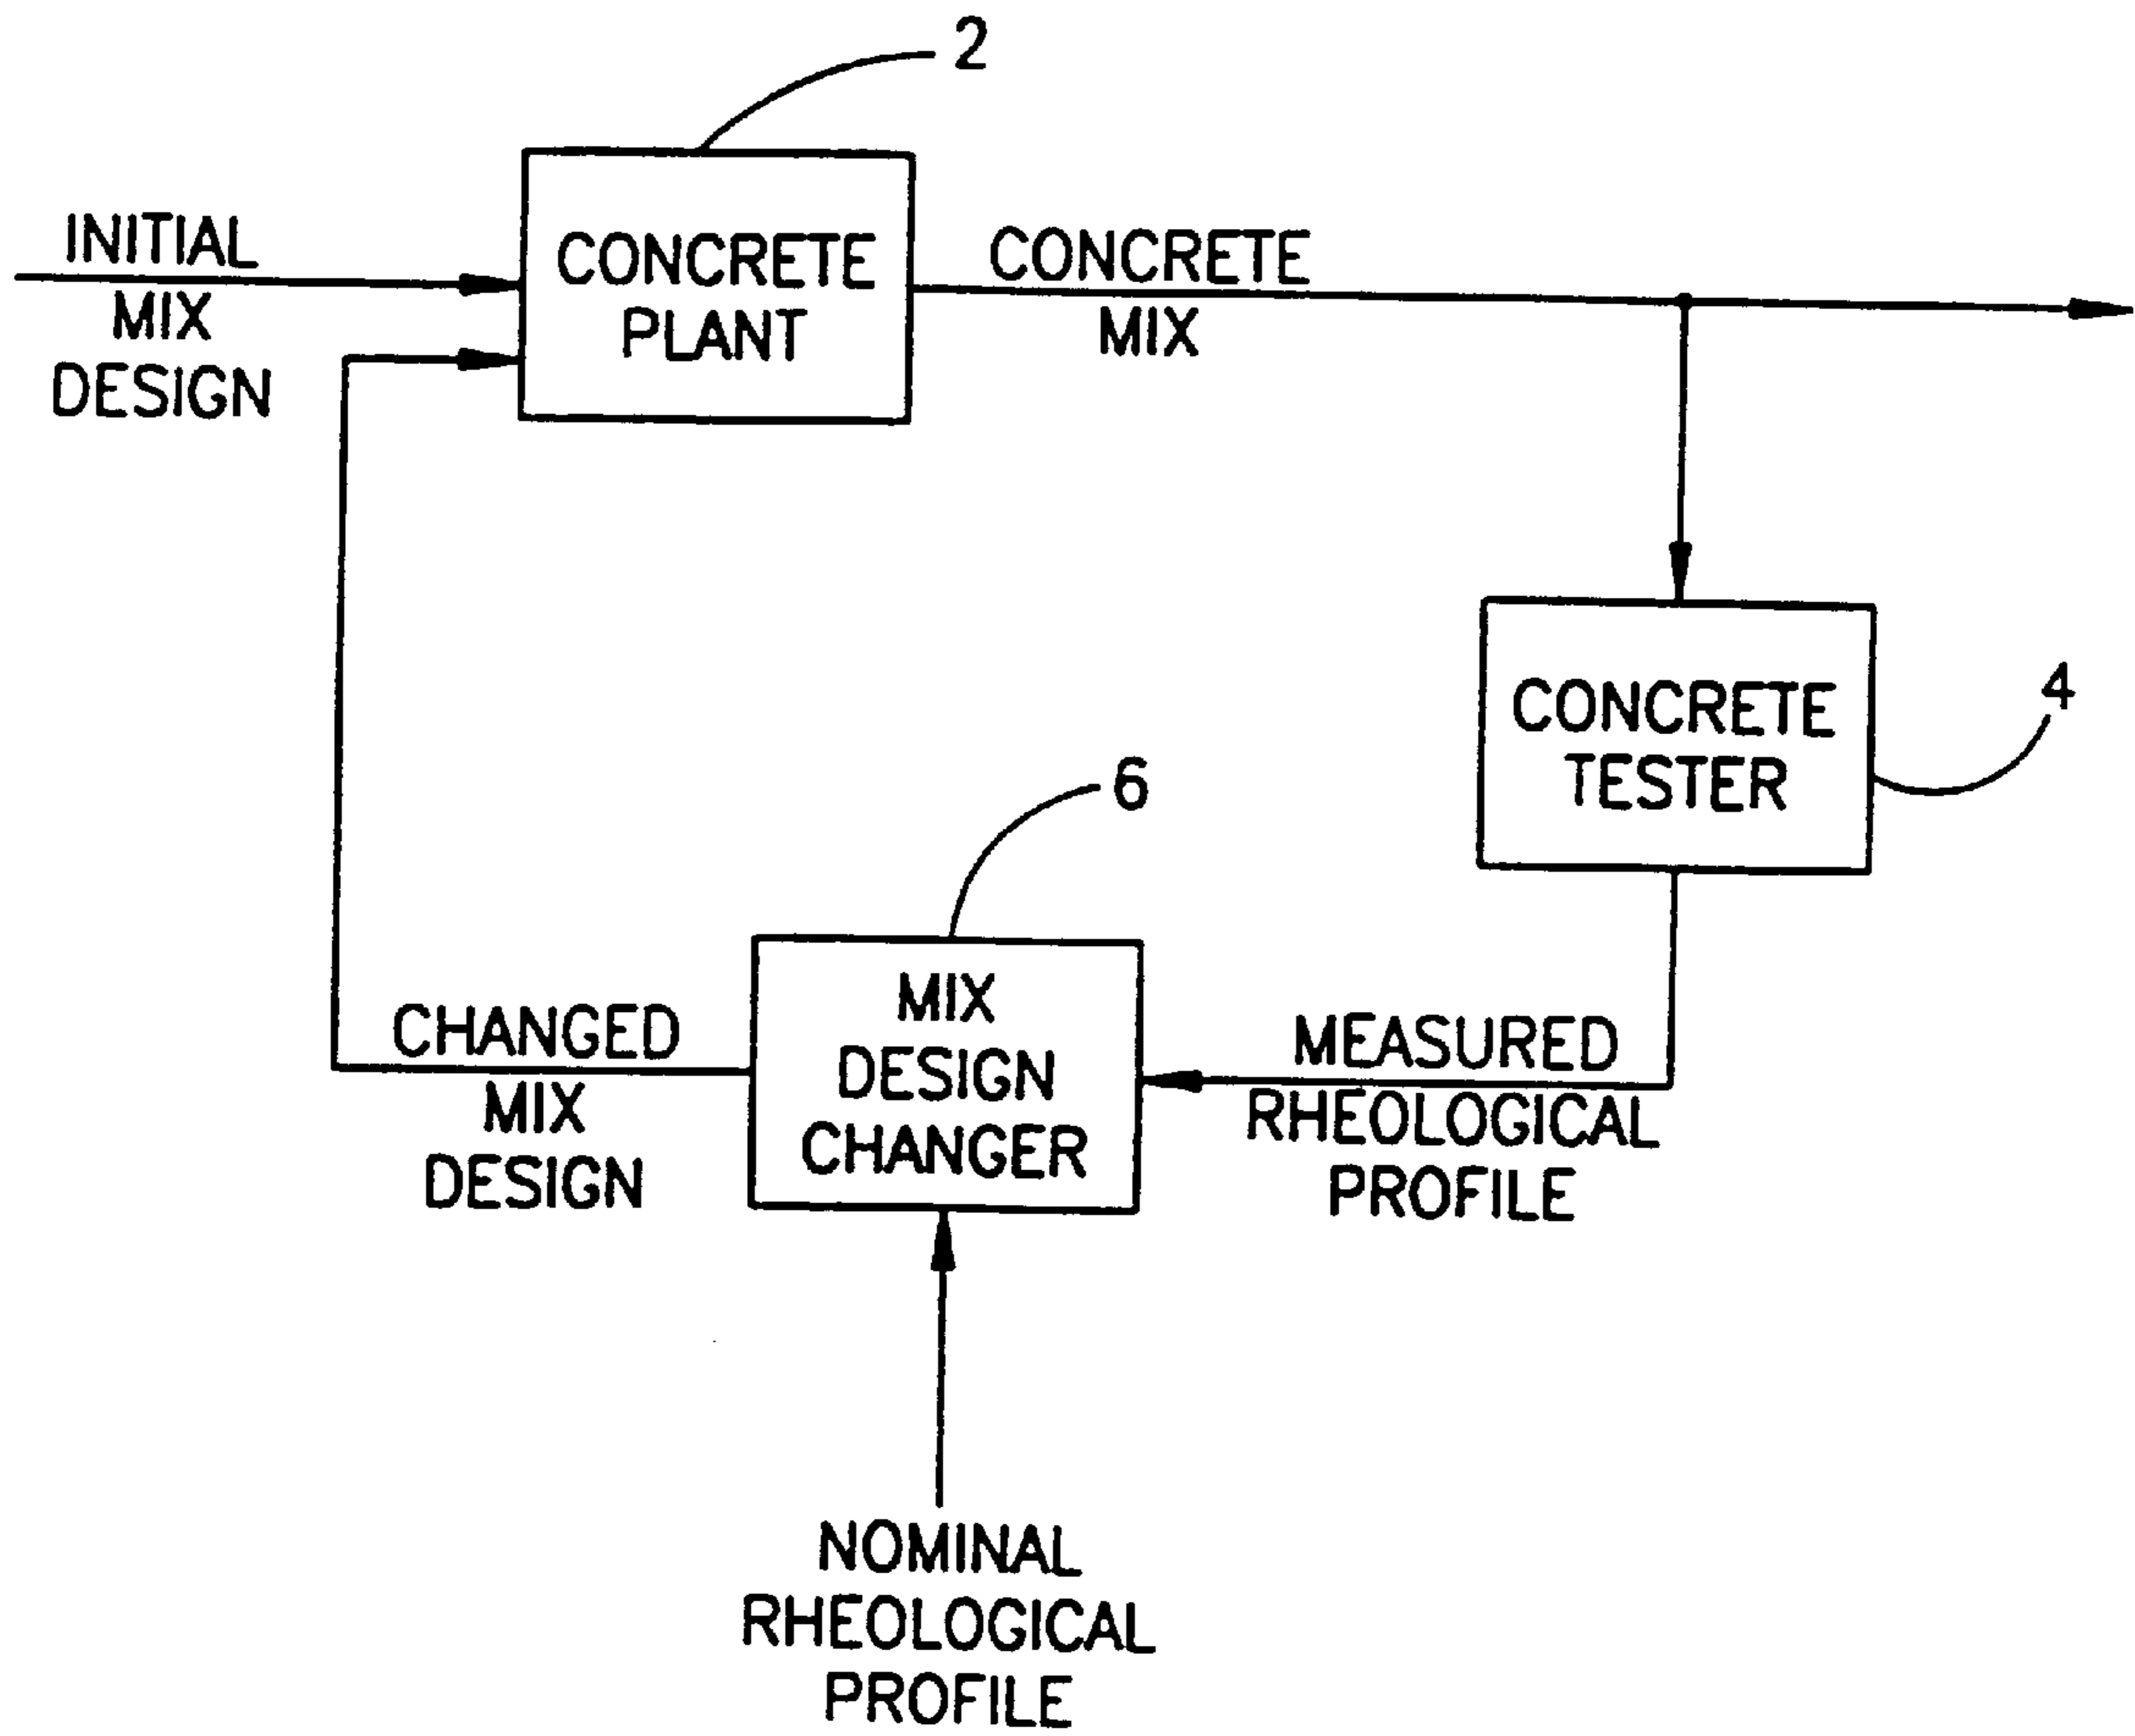 2
INITIAL
MIX
DESIGN
CONCRETE
PLANT
CONCRETE
MIX
CONCRETE
TESTER
4
6
MIX
DESIGN
CHANGER
CHANGED
MIX
DESIGN
MEASURED
RHEOLOGICAL
PROFILE
NOMINAL
RHEOLOGICAL
PROFILE